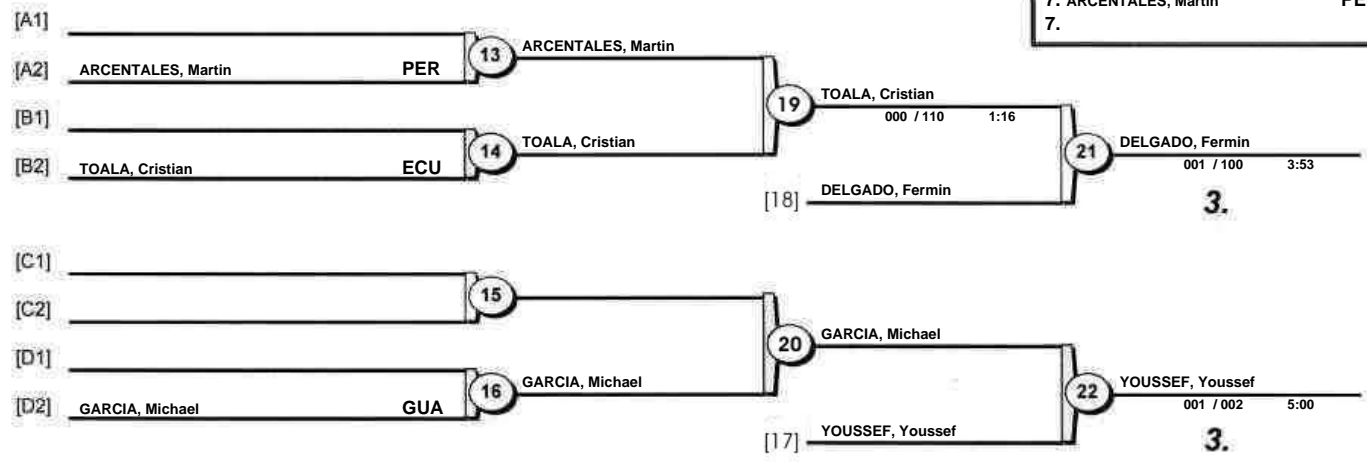 7. ARCENTALES, Martin PE
7.
[A1]
13 ARCENTALES, Martin
[A2] ARCENTALES, Martin PER
19 TOALA, Cristian
000 / 110 1:16
[B1]
14 TOALA, Cristian
[B2] TOALA, Cristian ECU
21 DELGADO, Fermin
001 / 100 3:53
[18] DELGADO, Fermin
3.
[C1]
15
[C2]
20 GARCIA, Michael
[D1]
16 GARCIA, Michael
[D2] GARCIA, Michael GUA
22 YOUSSEF, Youssef
001 / 002 5:00
[17] YOUSSEF, Youssef
3.